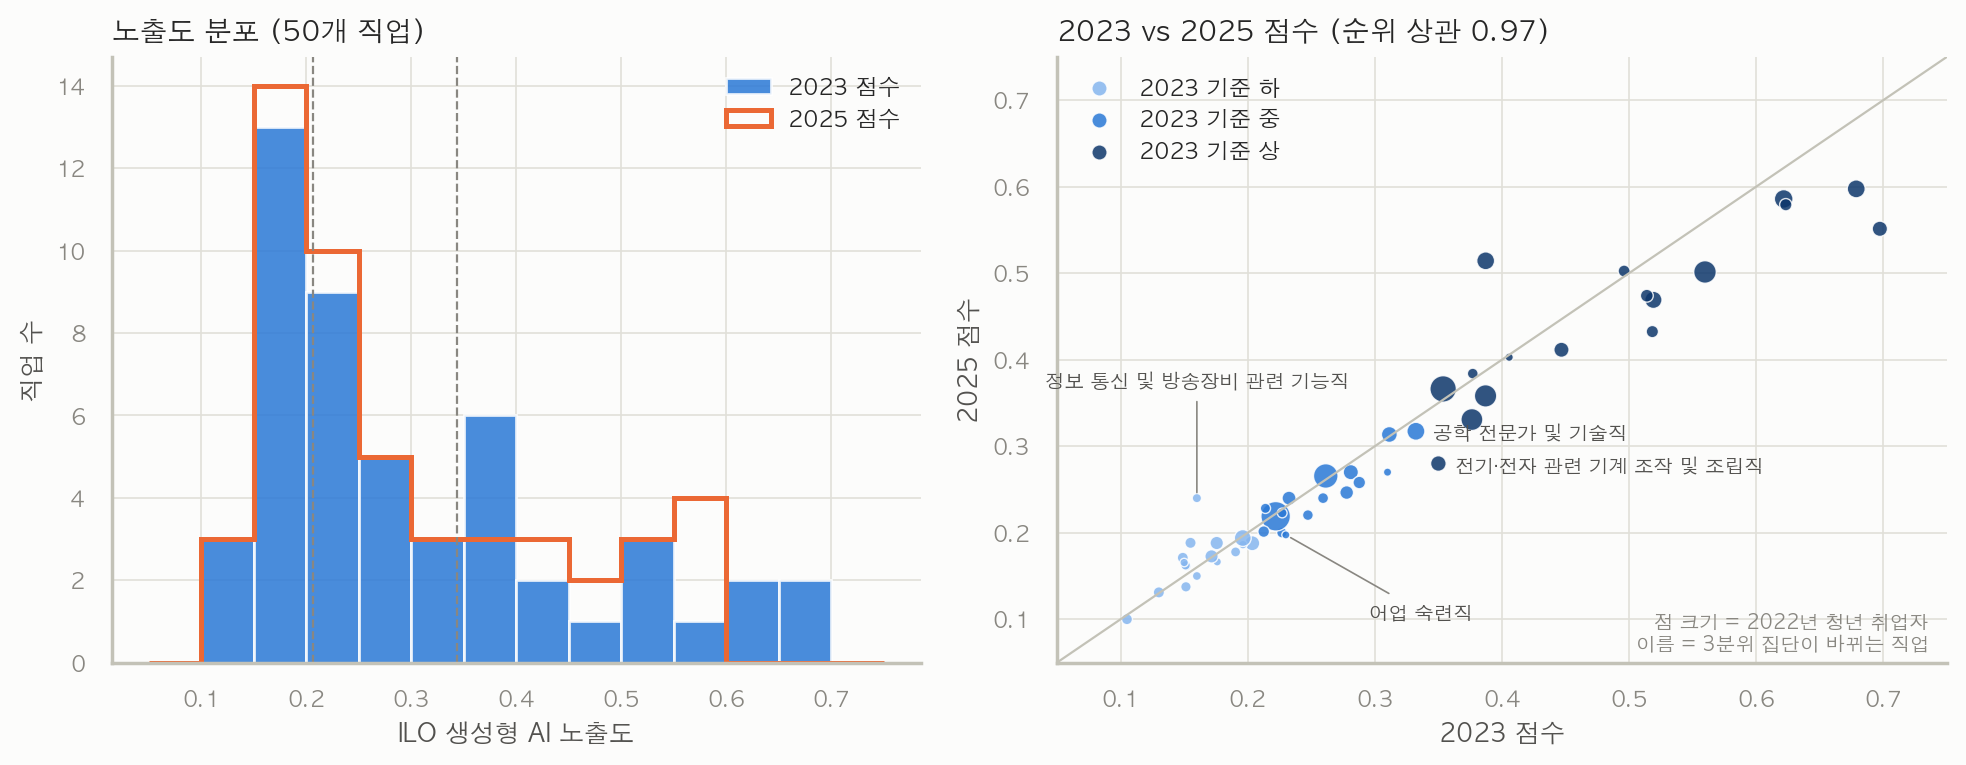 노출도 분포 (50개 직업)
14
12
10
8
6
4
2
0
직업 수
0.1
0.2
0.3
0.4
0.5
0.6
0.7
ILO 생성형 AI 노출도
2023 점수
2025 점수
2023 vs 2025 점수 (순위 상관 0.97)
2023 기준 하
2023 기준 중
2023 기준 상
0.7
0.6
0.5
0.4
0.3
0.2
0.1
2025 점수
정보 통신 및 방송장비 관련 기능직
공학 전문가 및 기술직
전기·전자 관련 기계 조작 및 조립직
어업 숙련직
점 크기 = 2022년 청년 취업자
이름 = 3분위 집단이 바뀌는 직업
0.1
0.2
0.3
0.4
0.5
0.6
0.7
2023 점수